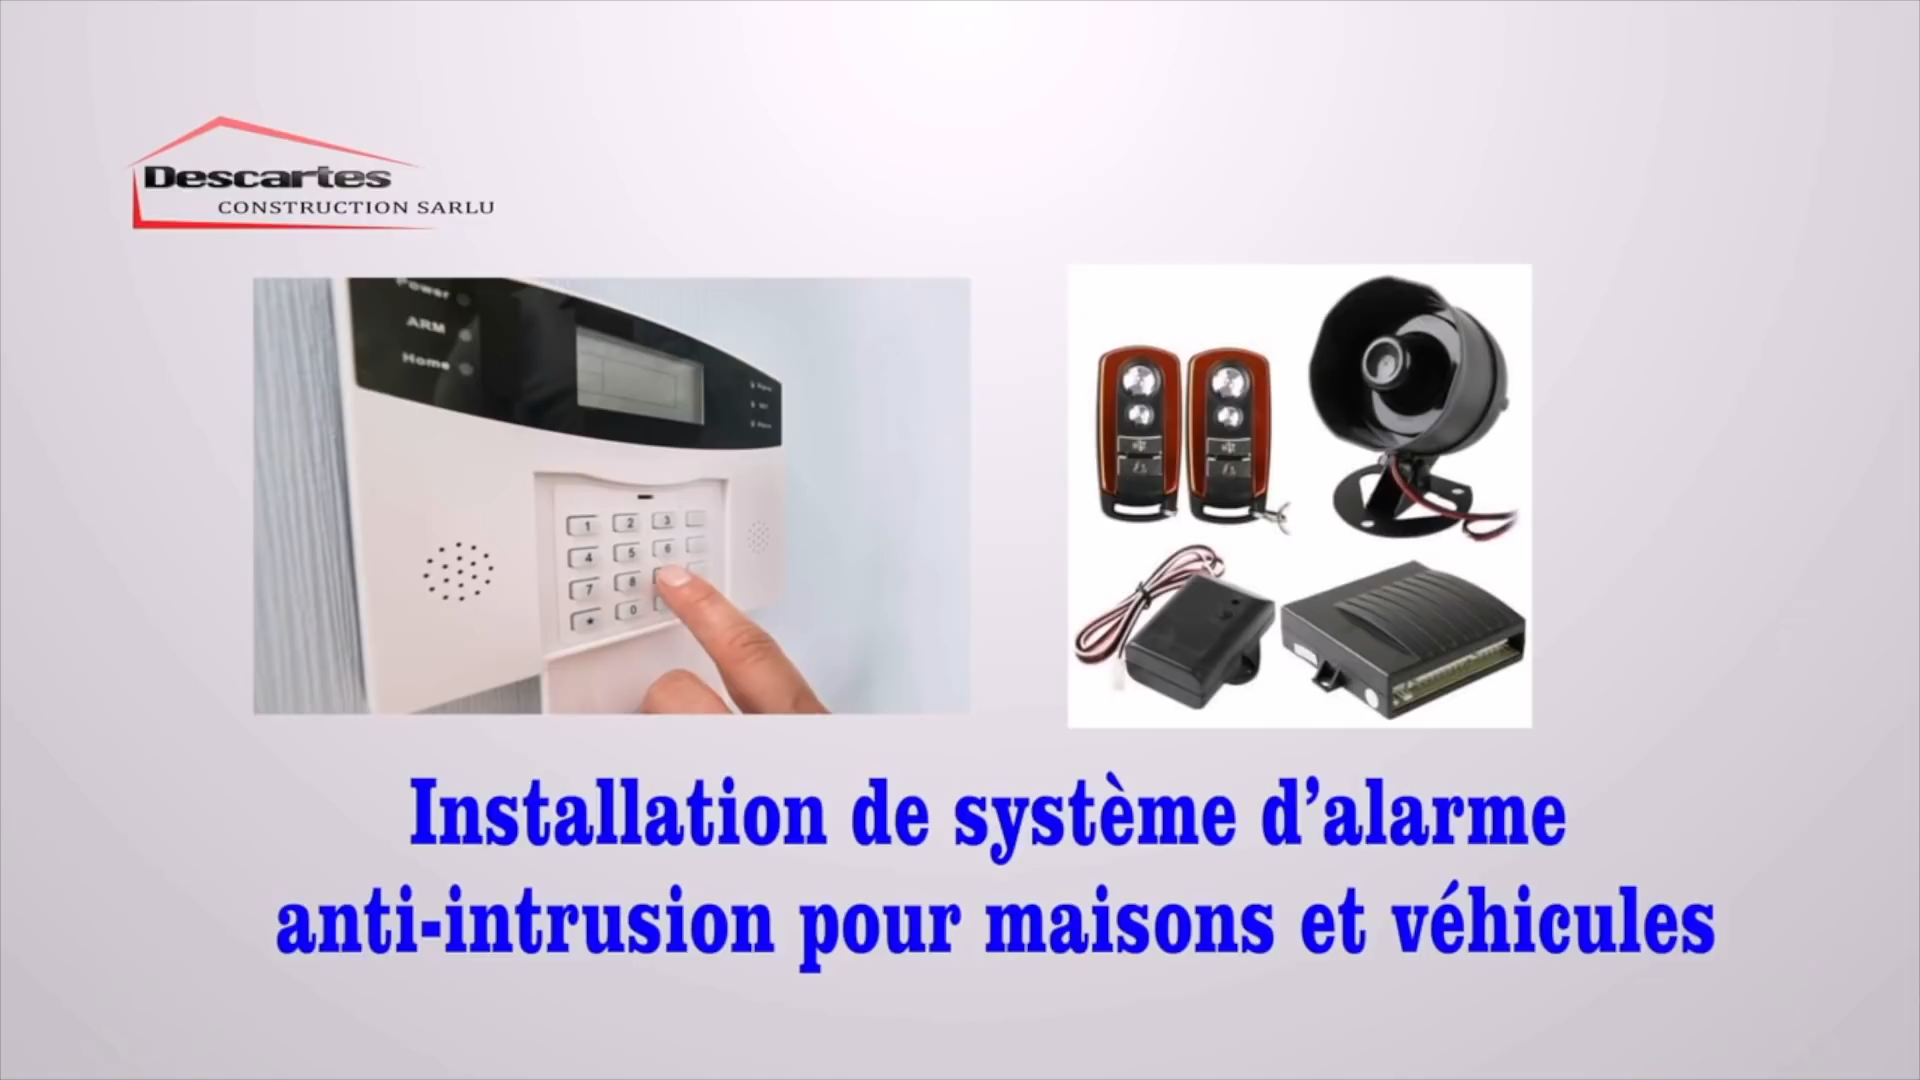 Descartes
CONSTRUCTION SARLU
Power
ARM
Home
1 2 3
4 5 6
7 8
* 0
Installation de système d’alarme
anti-intrusion pour maisons et véhicules